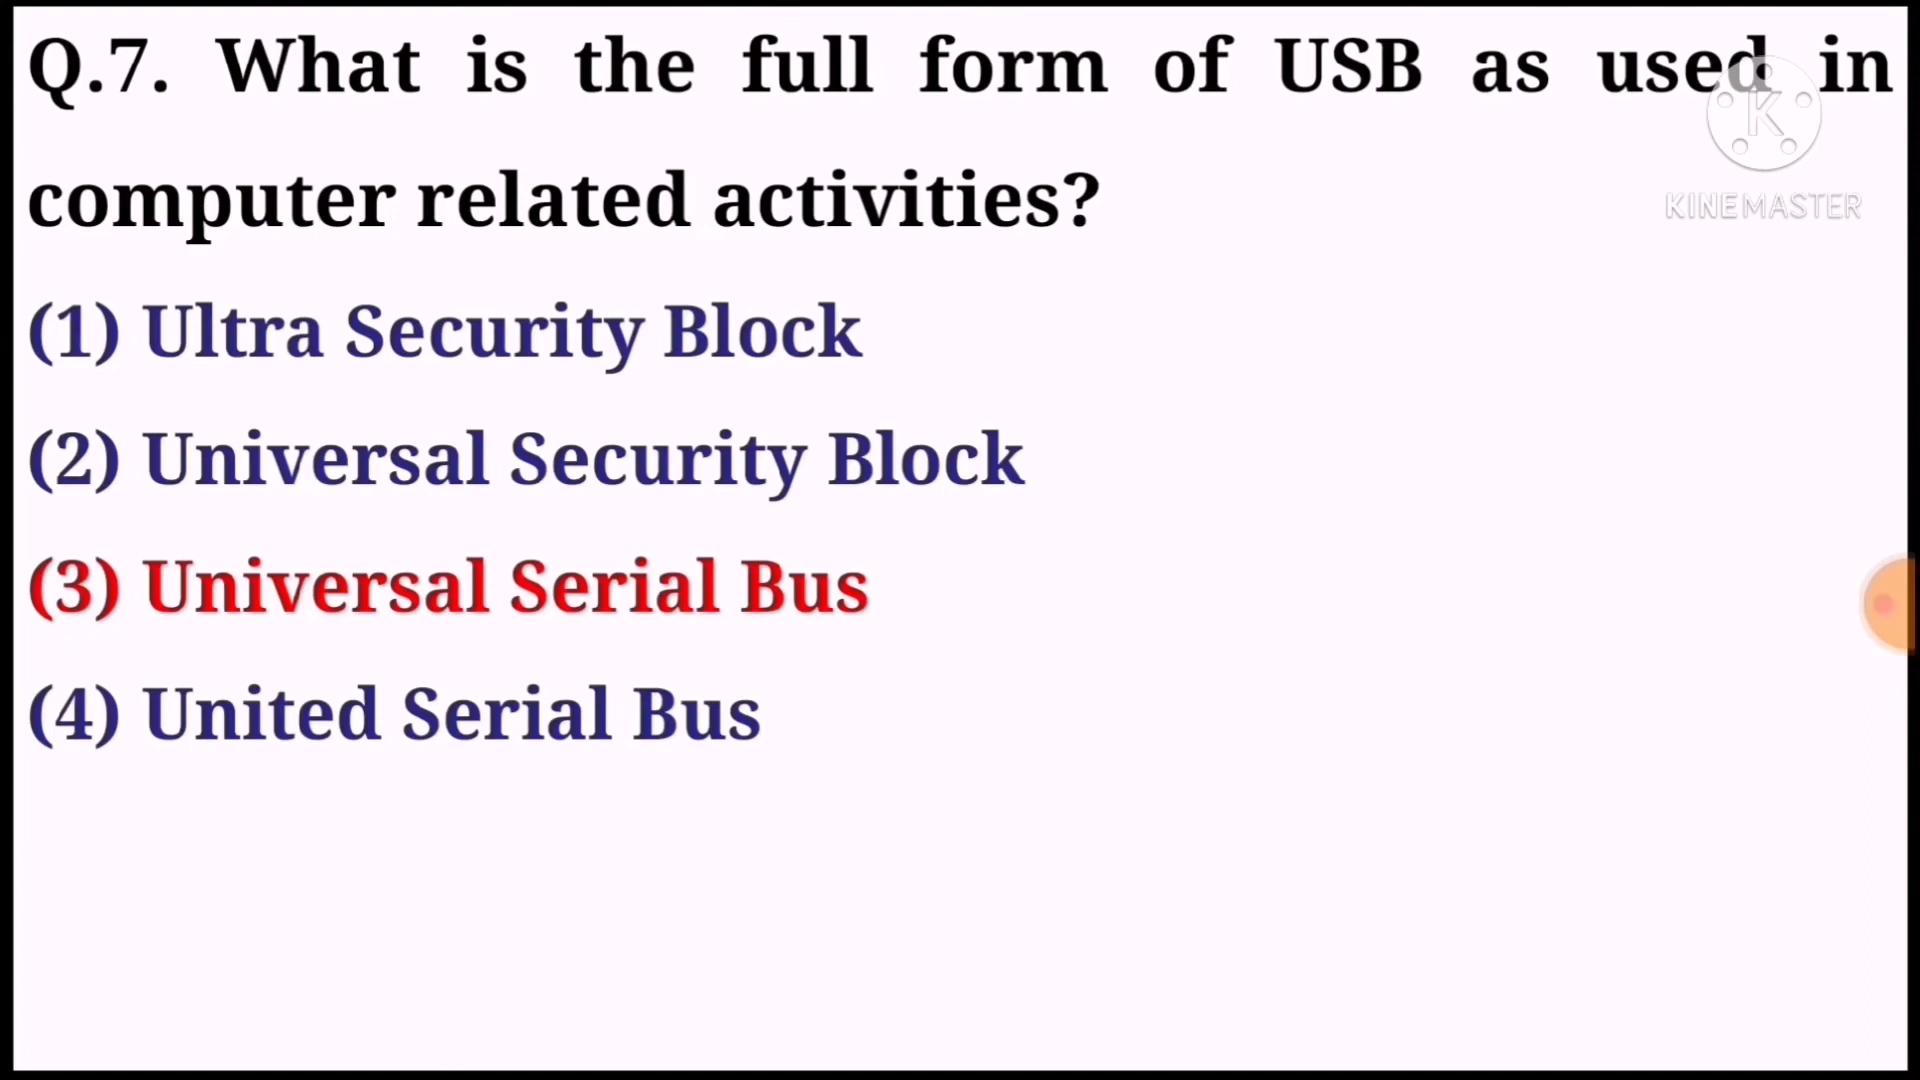 Q.7. What is the full form of USB as used in
computer related activities?
K
KINEMASTER
(1) Ultra Security Block
(2) Universal Security Block
(3) Universal Serial Bus
(4) United Serial Bus